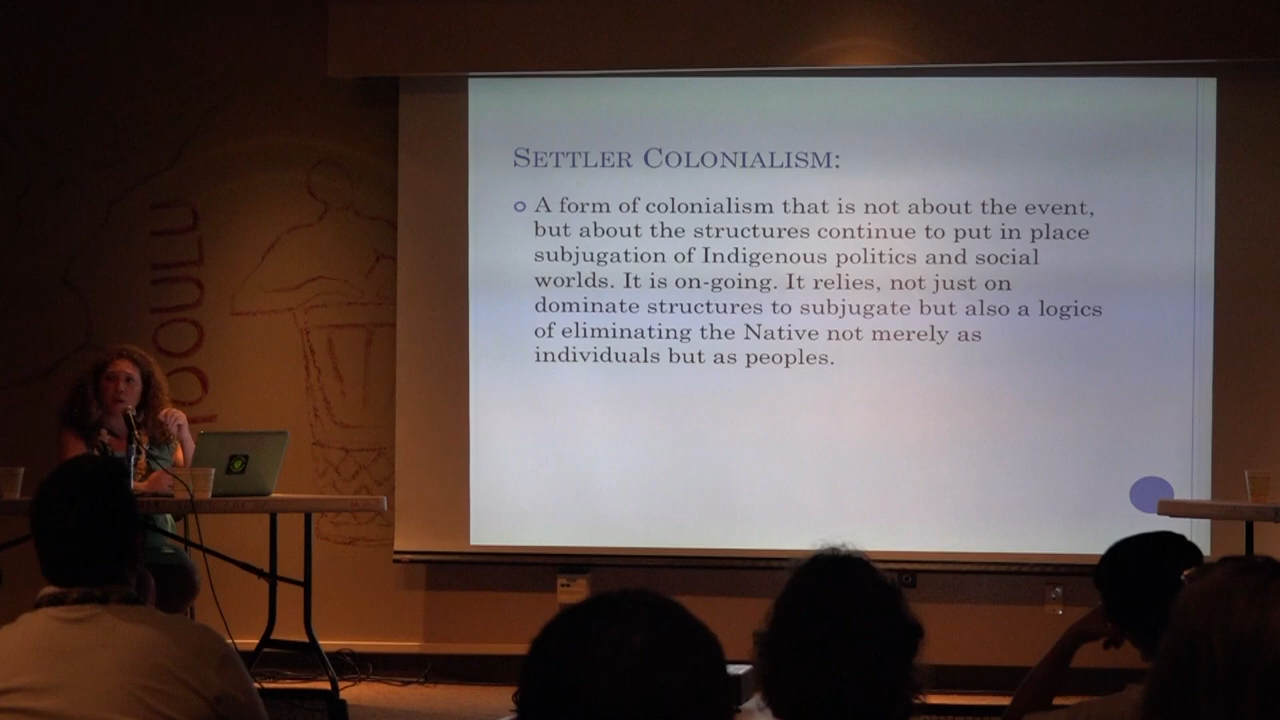 SETTLER COLONIALISM:
A form of colonialism that is not about the event,
but about the structures continue to put in place
subjugation of Indigenous politics and social
worlds. It is on-going. It relies, not just on
dominate structures to subjugate but also a logics
of eliminating the Native not merely as
individuals but as peoples.